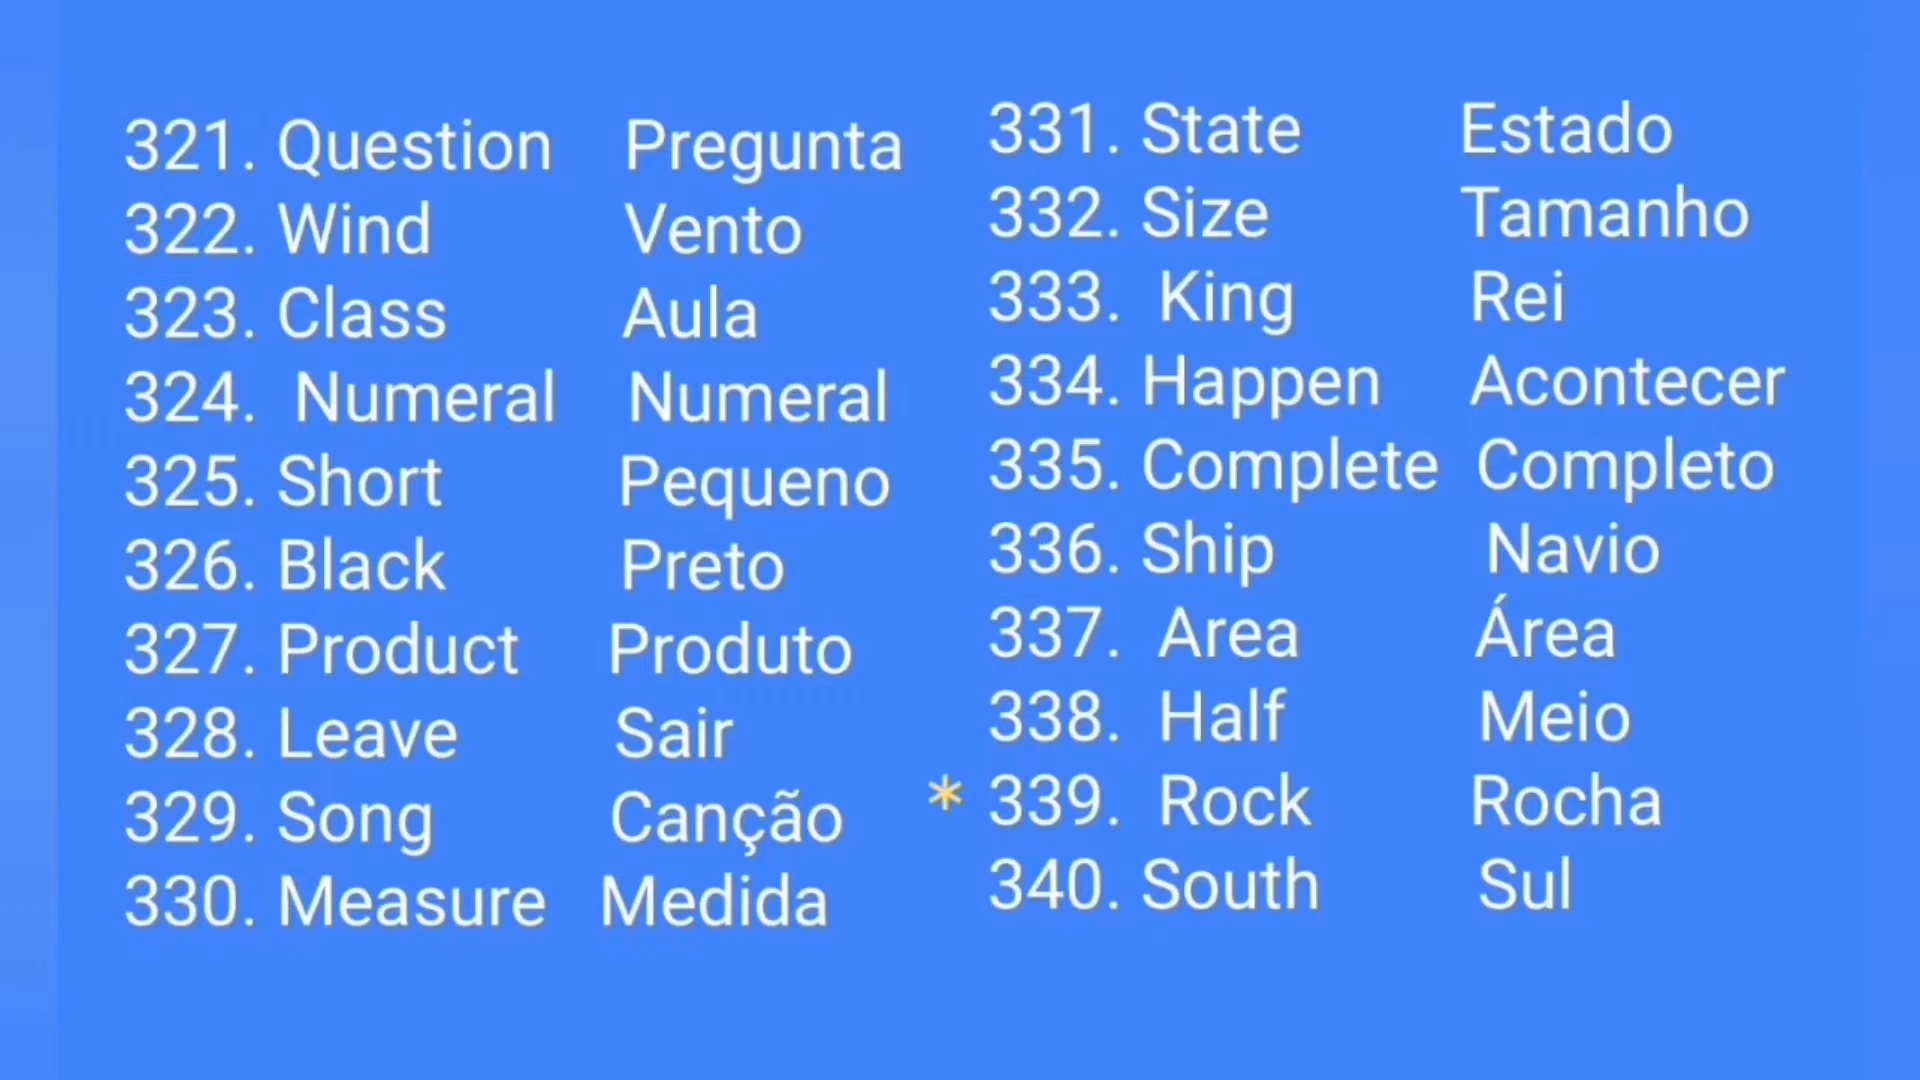 321. Question Pregunta
322. Wind Vento
323. Class Aula
324. Numeral Numeral
325. Short Pequeno
326. Black Preto
327. Product Produto
328. Leave Sair
329. Song Canção
330. Measure Medida
331. State Estado
332. Size Tamanho
333. King Rei
334. Happen Acontecer
335. Complete Completo
336. Ship Navio
337. Area Área
338. Half Meio
* 339. Rock Rocha
340. South Sul